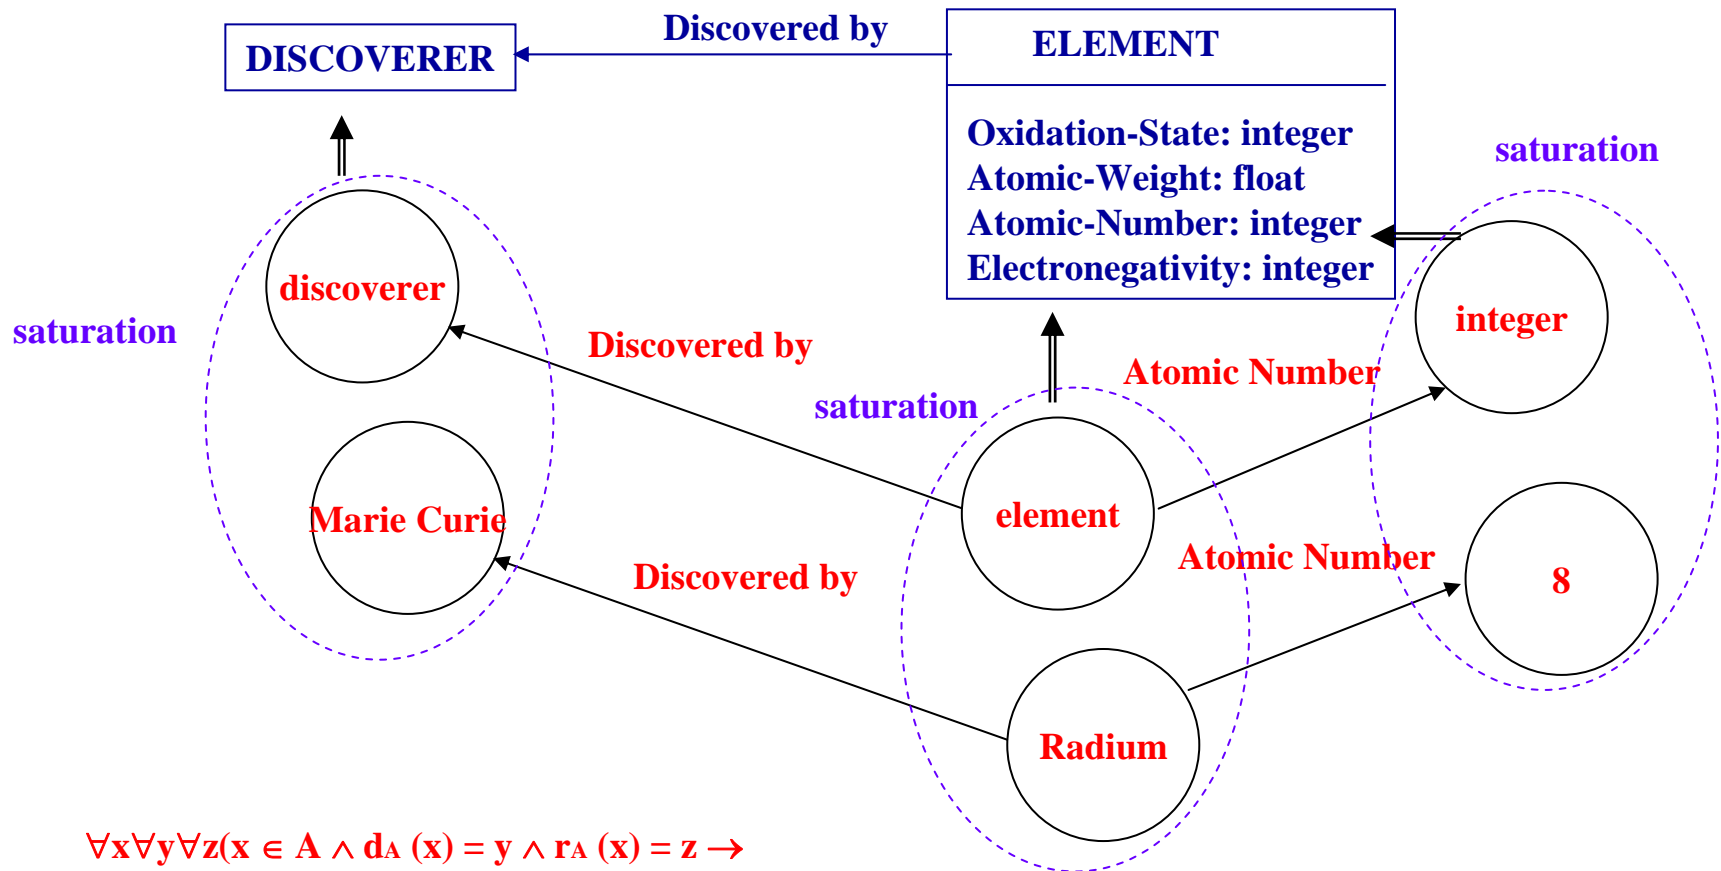 Discovered by
DISCOVERER
ELEMENT
Oxidation-State: integer
Atomic-Weight: float
Atomic-Number: integer
Electronegativity: integer
saturation
discoverer
integer
saturation
Discovered by
Atomic Number
saturation
Marie Curie
element
Discovered by
Atomic Number
8
Radium
∀x∀y∀z(x ∈ A ∧ dA (x) = y ∧ rA (x) = z →